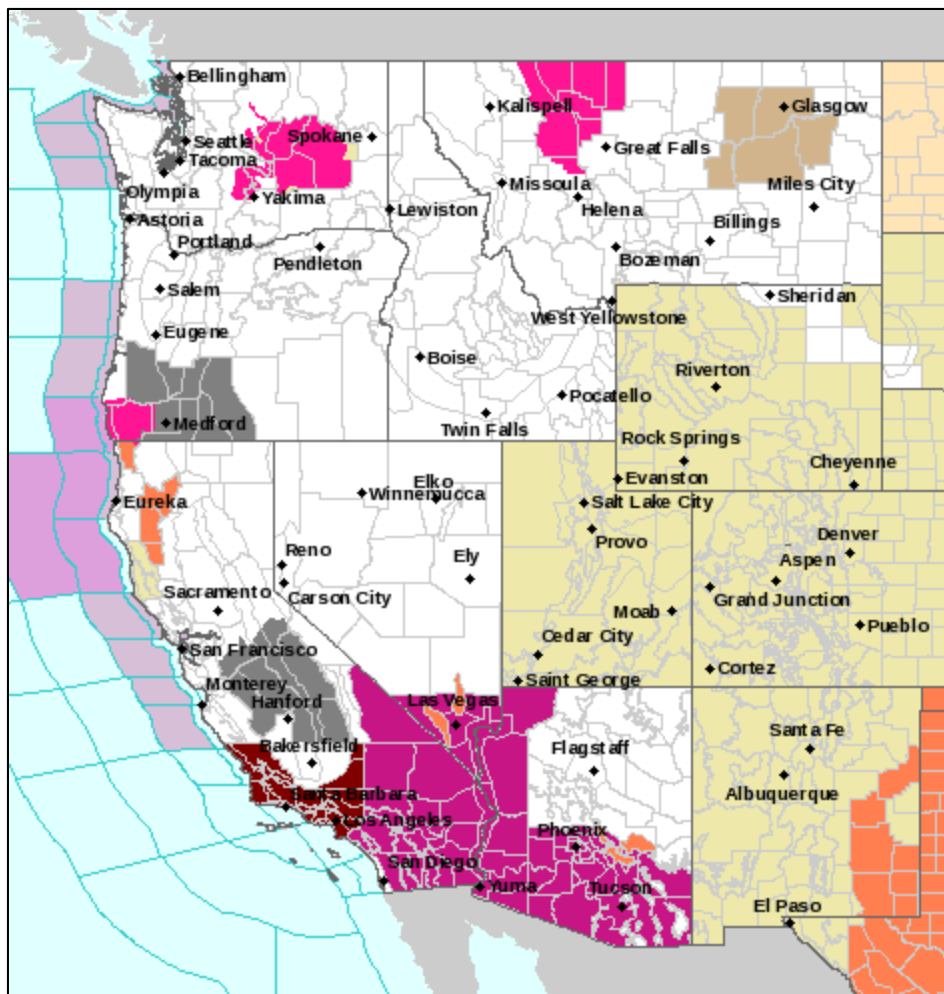 Bellingham
Kalispell
Glasgow
Seattle
Spokane
Great Falls
Tacoma
Olympia
Missoula
Miles City
Yakima
Lewiston
Helena
Astoria
Billings
Portland
Pendleton
Bozeman
Salem
Sheridan
West Yellowstone
Eugene
Boise
Riverton
Pocatello
Medford
Twin Falls
Rock Springs
Cheyenne
Evanston
Elko
Winnemucca
Eureka
Salt Lake City
Provo
Denver
Reno
Ely
Aspen
Sacramento
Carson City
Grand Junction
Moab
Pueblo
Cedar City
San Francisco
Cortez
Saint George
Monterey
Hanford
Las Vegas
Santa Fe
Bakersfield
Flagstaff
Albuquerque
Santa Barbara
Los Angeles
Phoenix
San Diego
Yuma
Tucson
El Paso